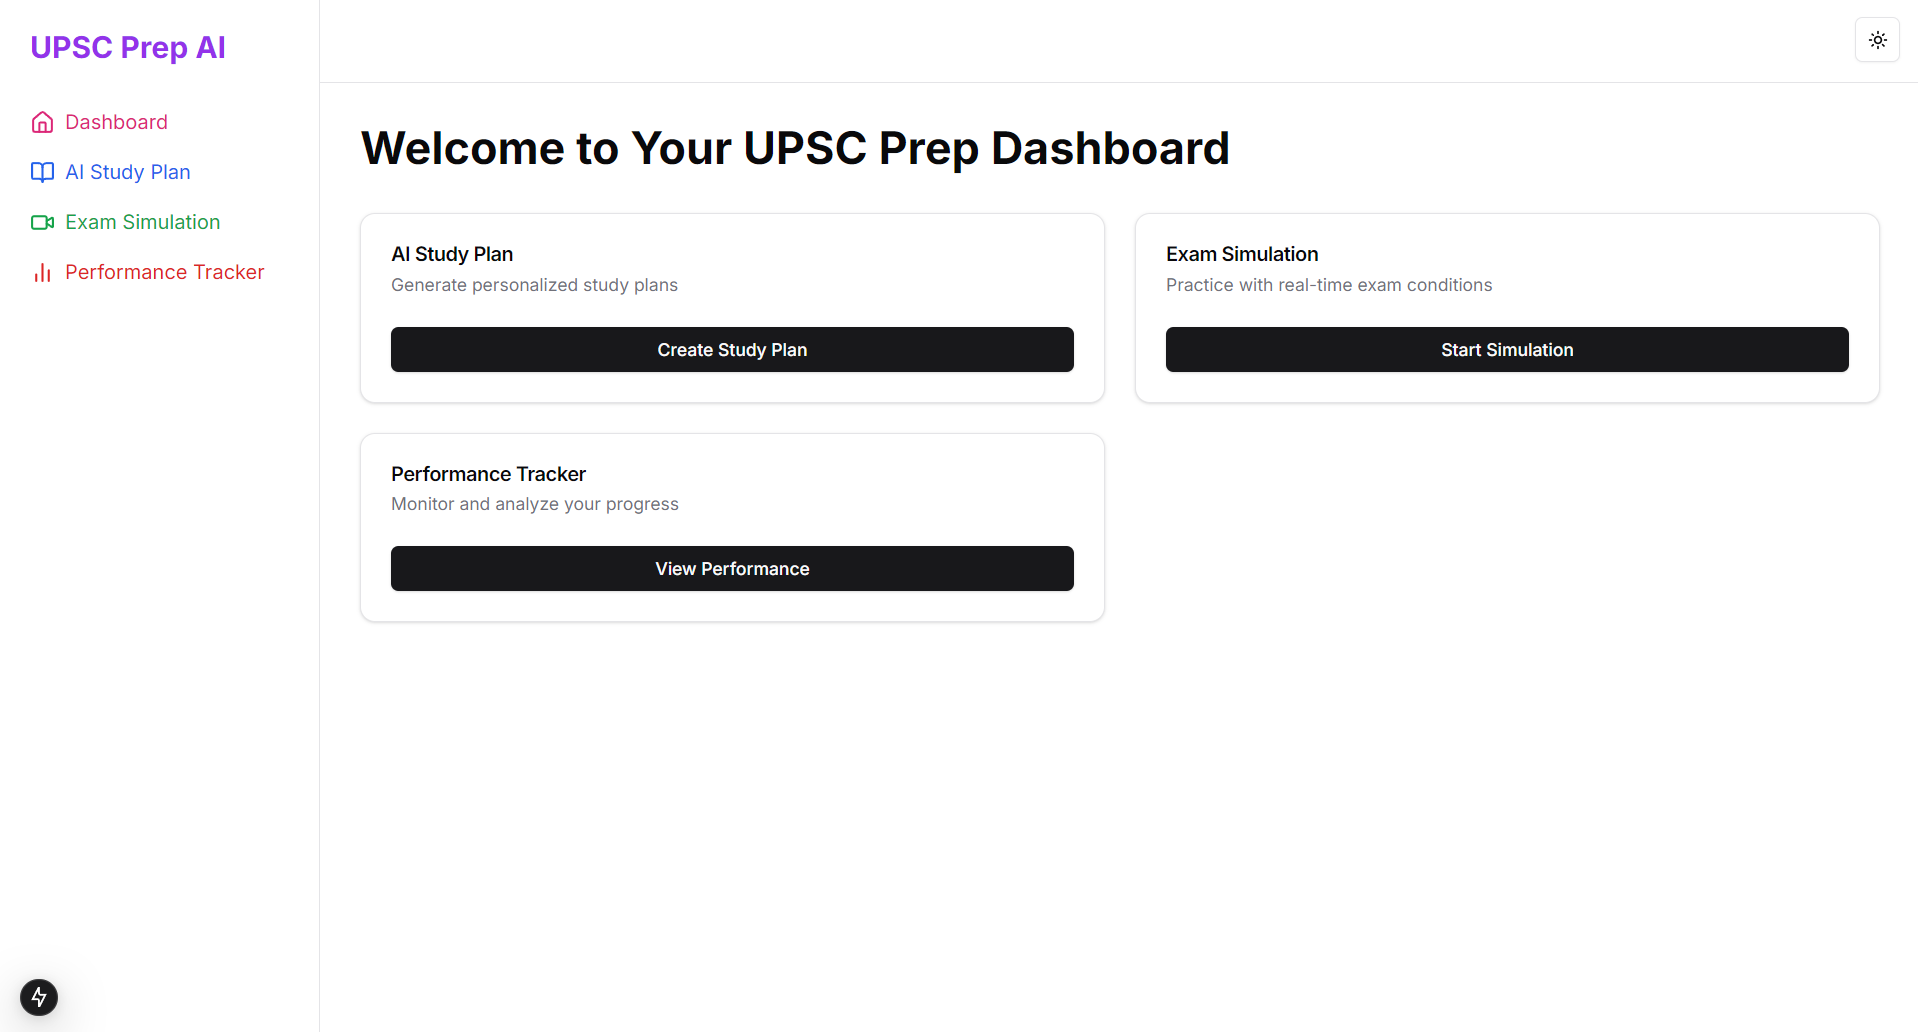 UPSC Prep AI
Dashboard
AI Study Plan
Exam Simulation
Performance Tracker
Welcome to Your UPSC Prep Dashboard
AI Study Plan
Generate personalized study plans
Create Study Plan
Exam Simulation
Practice with real-time exam conditions
Start Simulation
Performance Tracker
Monitor and analyze your progress
View Performance